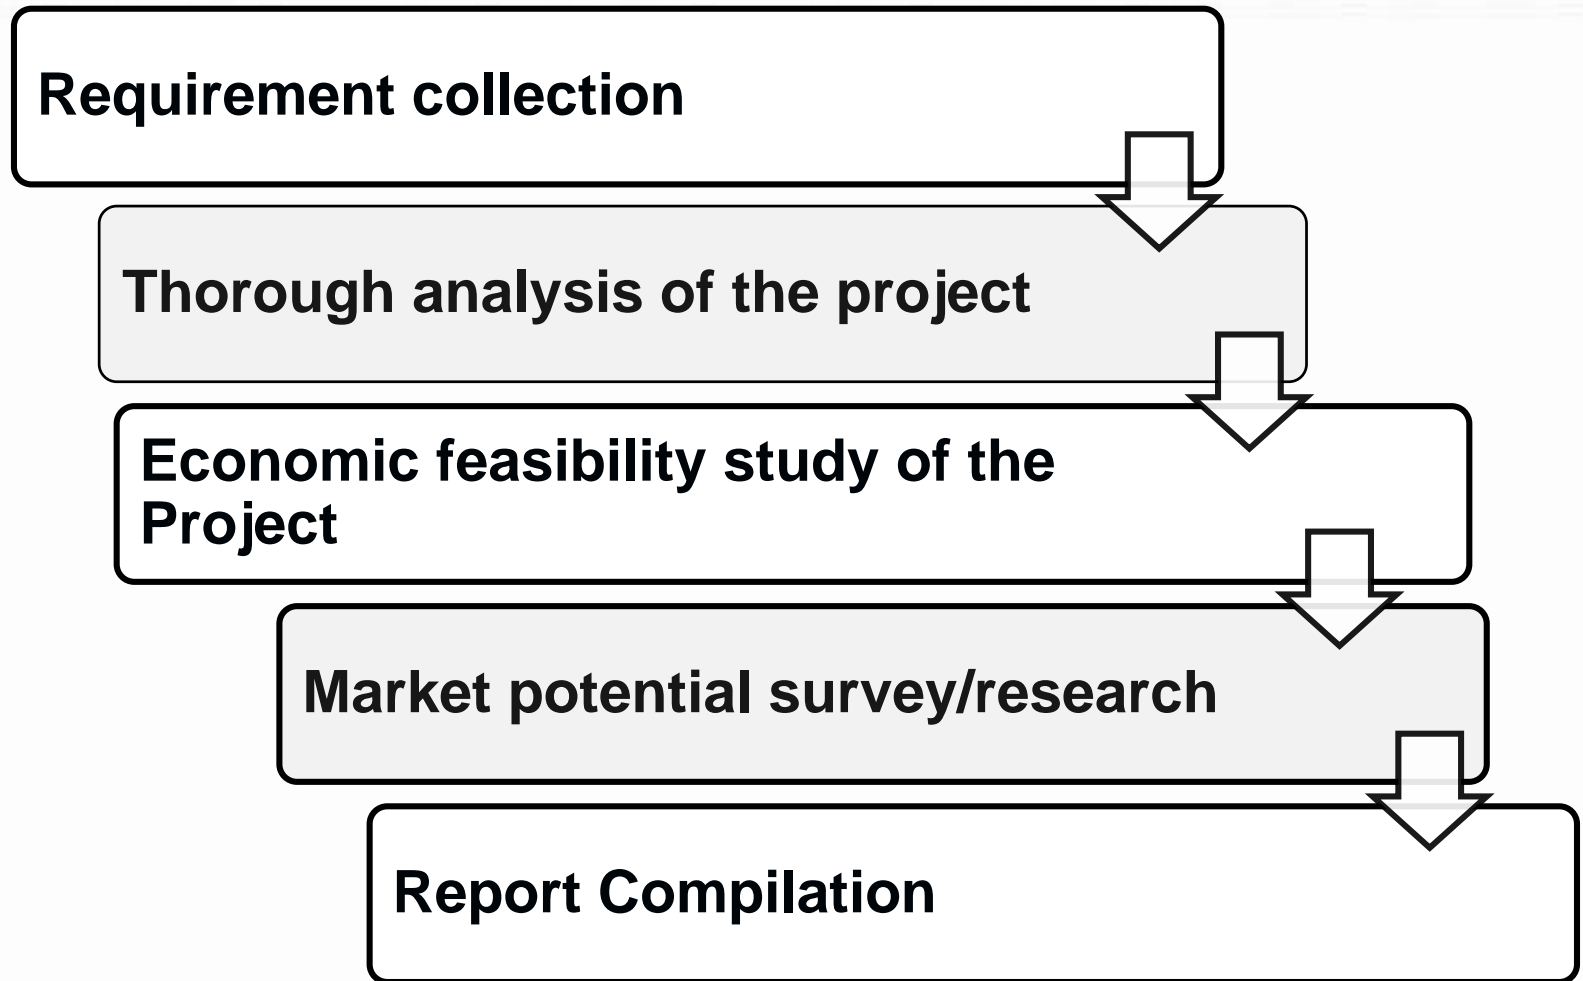 Requirement collection
Thorough analysis of the project
Economic feasibility study of the
Project
Market potential survey/research
Report Compilation